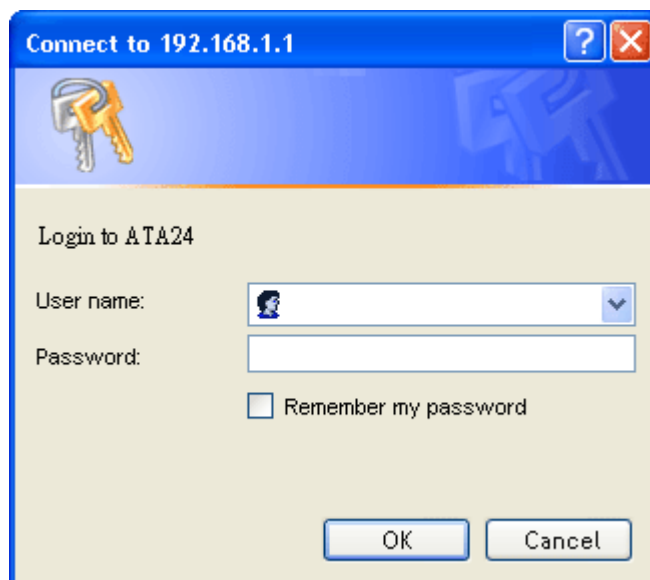 Connect to 192.168.1.1
Login to ATA24
User name:
Password:
Remember my password
OK
Cancel